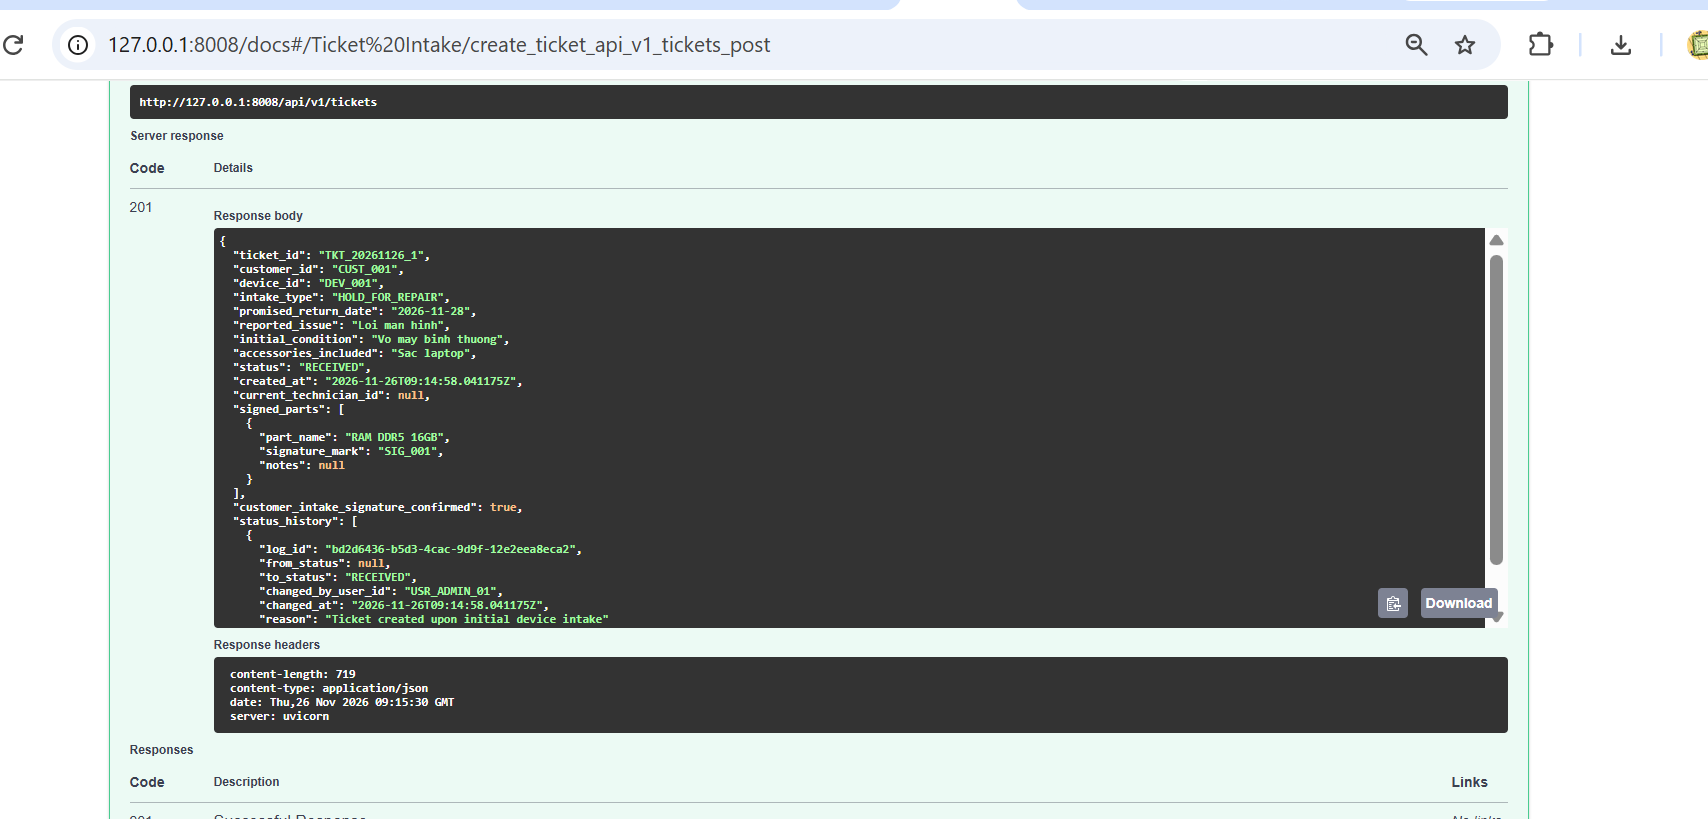 127.0.0.1:8008/docs#/Ticket%20Intake/create_ticket_api_v1_tickets_post
http://127.0.0.1:8008/api/v1/tickets
Server response
Code Details
201
Response body
{
"ticket_id": "TKT_20261126_1",
"customer_id": "CUST_001",
"device_id": "DEV_001",
"intake_type": "HOLD_FOR_REPAIR",
"promised_return_date": "2026-11-28",
"reported_issue": "Loi man hinh",
"initial_condition": "Vo may binh thuong",
"accessories_included": "Sac laptop",
"status": "RECEIVED",
"created_at": "2026-11-26T09:14:58.041175Z",
"current_technician_id": null,
"signed_parts": [
{
"part_name": "RAM DDR5 16GB",
"signature_mark": "SIG_001",
"notes": null
}
],
"customer_intake_signature_confirmed": true,
"status_history": [
{
"log_id": "bd2d6436-b5d3-4cac-9d9f-12e2eea8eca2",
"from_status": null,
"to_status": "RECEIVED",
"changed_by_user_id": "USR_ADMIN_01",
"changed_at": "2026-11-26T09:14:58.041175Z",
"reason": "Ticket created upon initial device intake"
Download
Response headers
content-length: 719
content-type: application/json
date: Thu,26 Nov 2026 09:15:30 GMT
server: uvicorn
Responses
Code Description Links
201 Successful Response No links